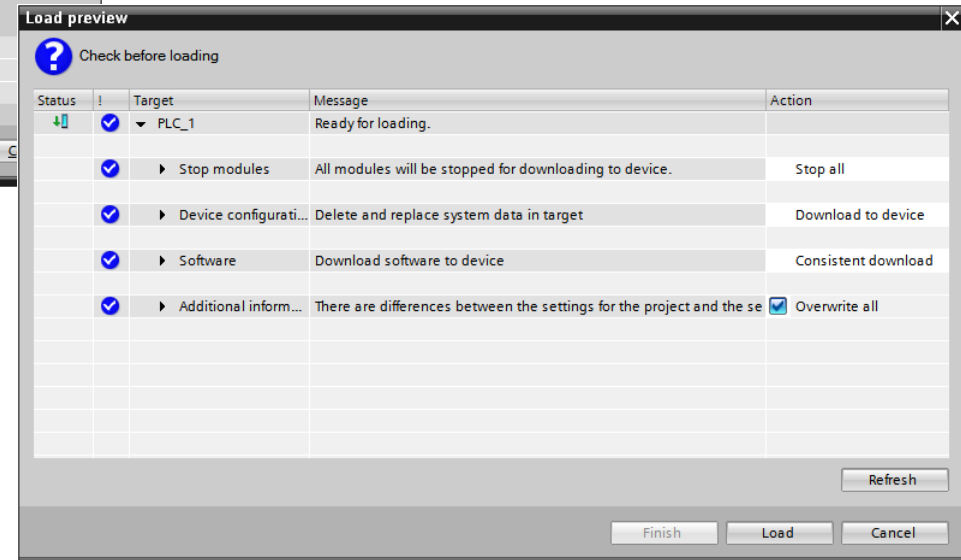 Load preview
Check before loading
Status ! Target Message Action
PLC_1 Ready for loading.
Stop modules All modules will be stopped for downloading to device. Stop all
Device configurati... Delete and replace system data in target Download to device
Software Download software to device Consistent download
Additional inform... There are differences between the settings for the project and the se Overwrite all
Refresh
Finish Load Cancel